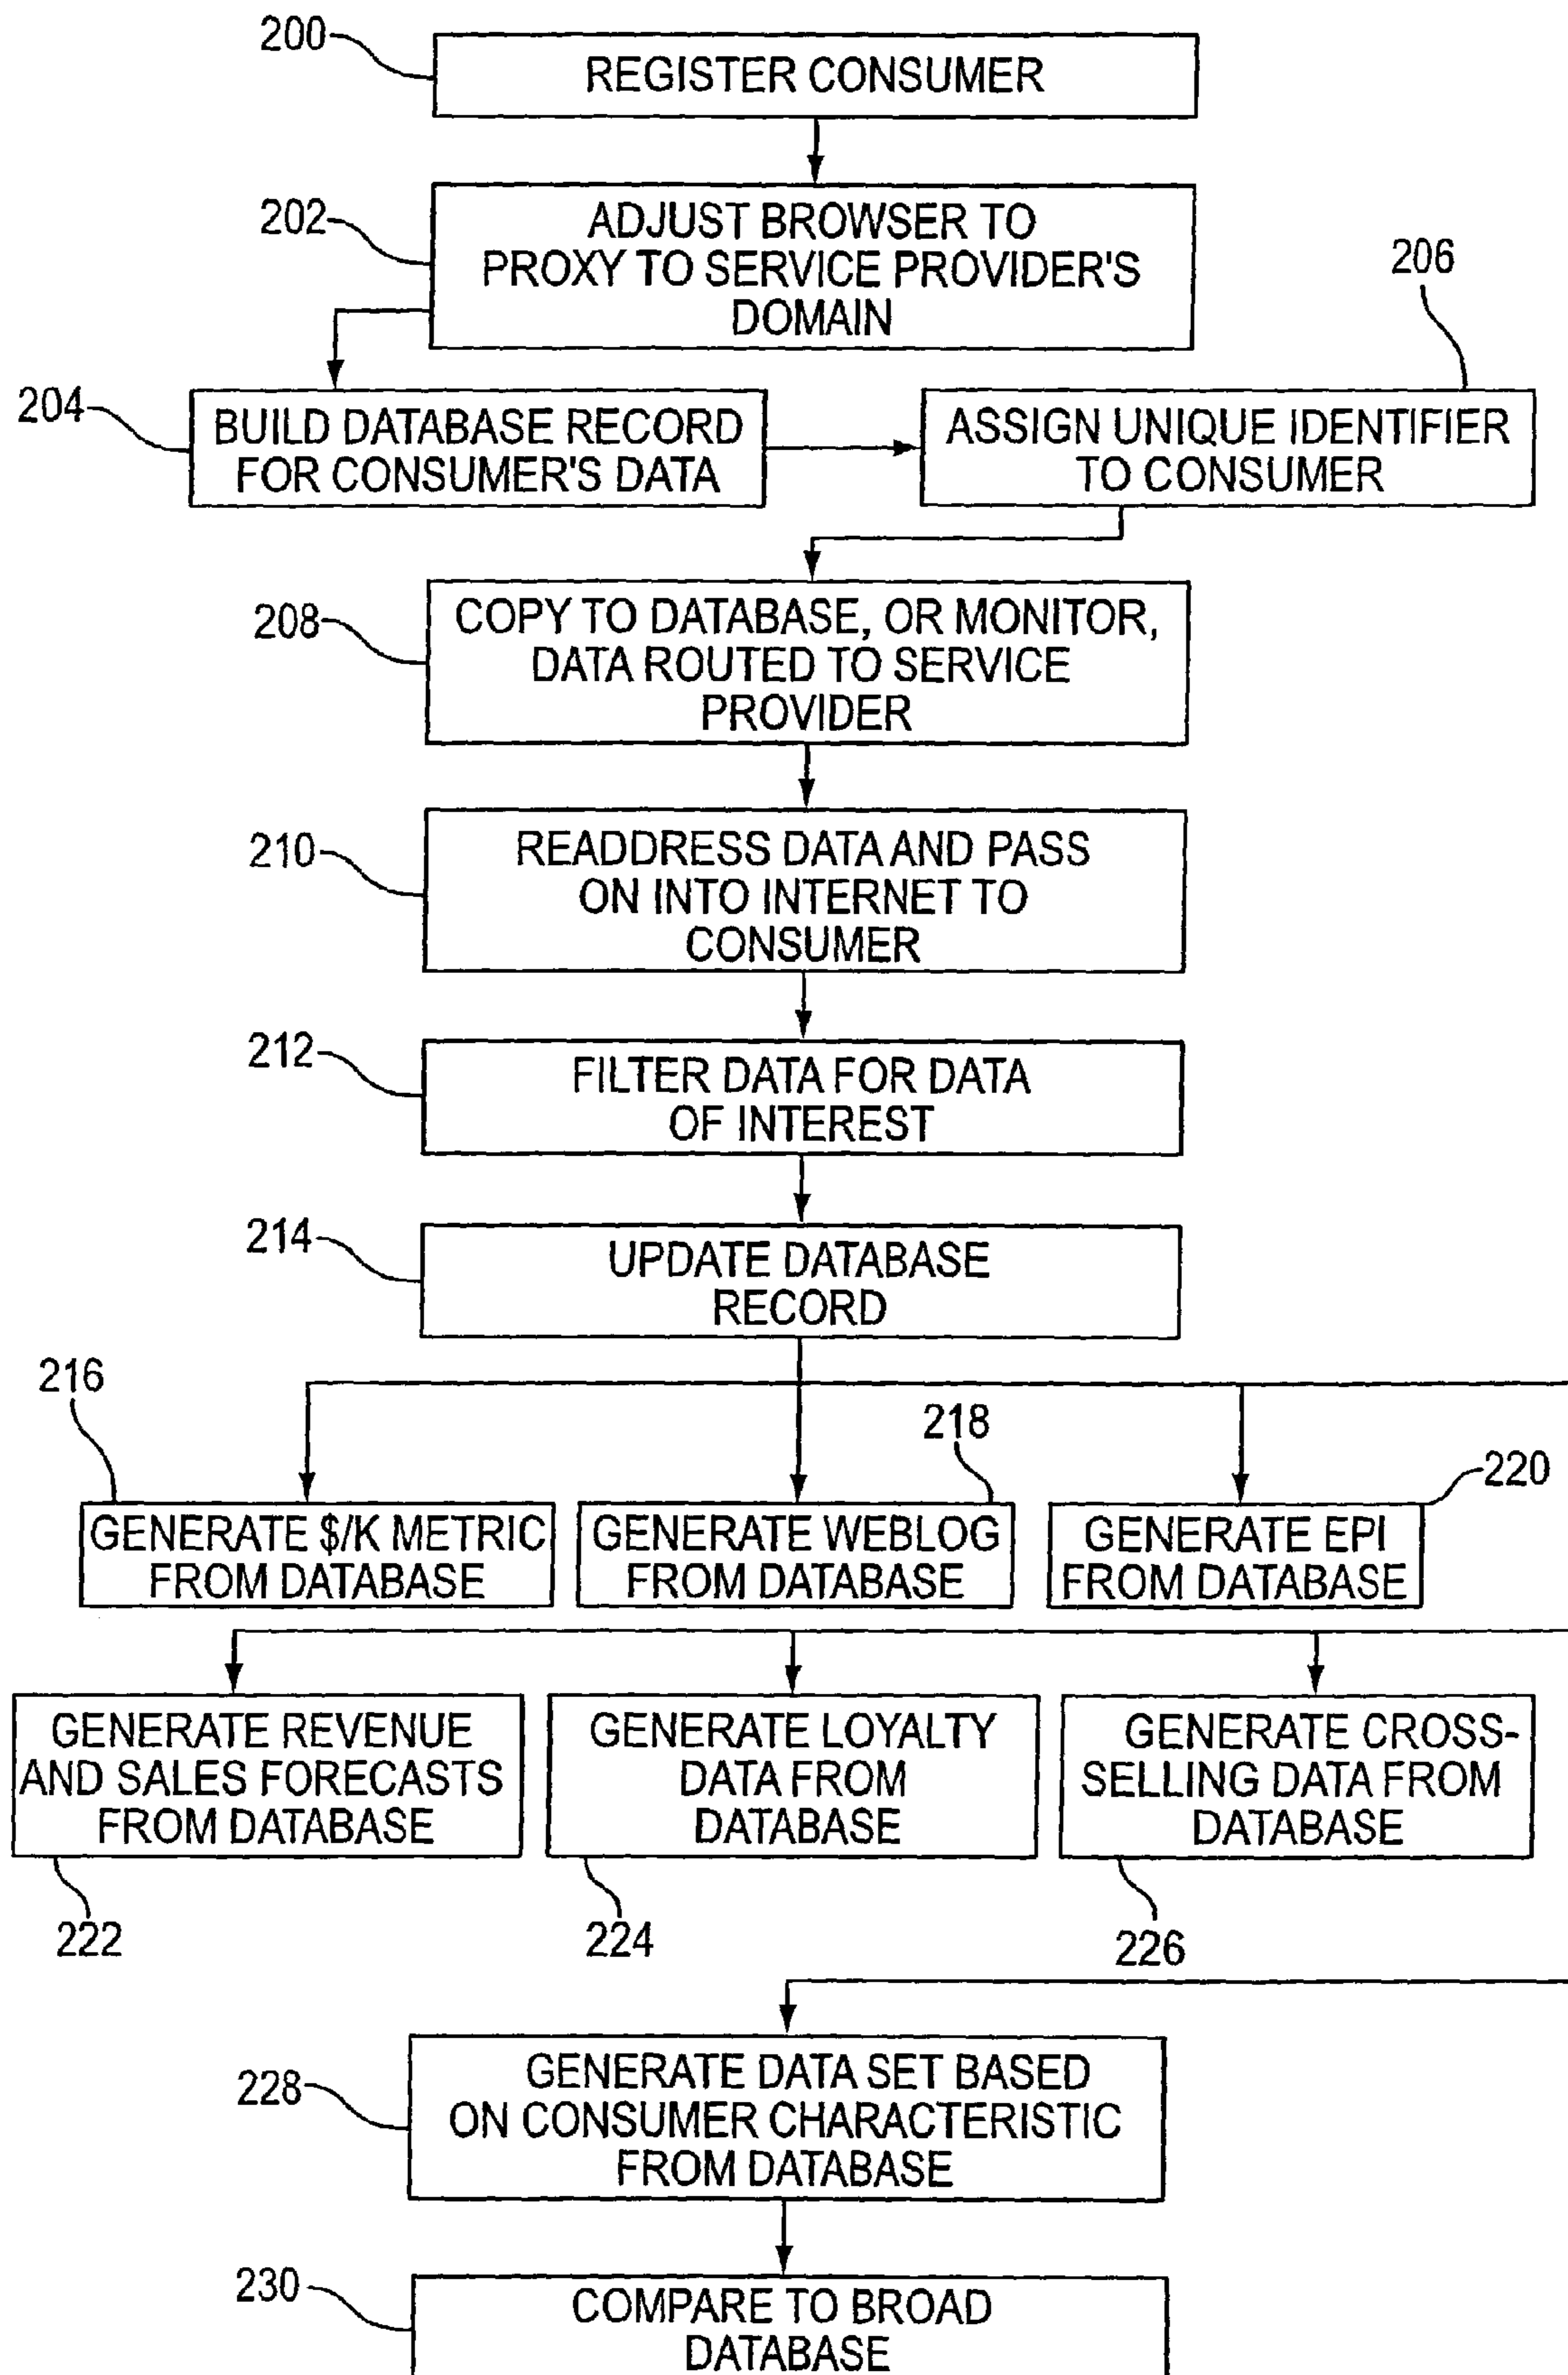 200
REGISTER CONSUMER
202
ADJUST BROWSER TO
PROXY TO SERVICE PROVIDER'S
DOMAIN
206
204
BUILD DATABASE RECORD
FOR CONSUMER'S DATA
ASSIGN UNIQUE IDENTIFIER
TO CONSUMER
208
COPY TO DATABASE, OR MONITOR,
DATA ROUTED TO SERVICE
PROVIDER
210
READDRESS DATA AND PASS
ON INTO INTERNET TO
CONSUMER
212
FILTER DATA FOR DATA
OF INTEREST
214
UPDATE DATABASE
RECORD
216
218
220
GENERATE $/K METRIC
FROM DATABASE
GENERATE WEBLOG
FROM DATABASE
GENERATE EPI
FROM DATABASE
GENERATE REVENUE
AND SALES FORECASTS
FROM DATABASE
GENERATE LOYALTY
DATA FROM
DATABASE
GENERATE CROSS-
SELLING DATA FROM
DATABASE
222
224
226
228
GENERATE DATA SET BASED
ON CONSUMER CHARACTERISTIC
FROM DATABASE
230
COMPARE TO BROAD
DATABASE